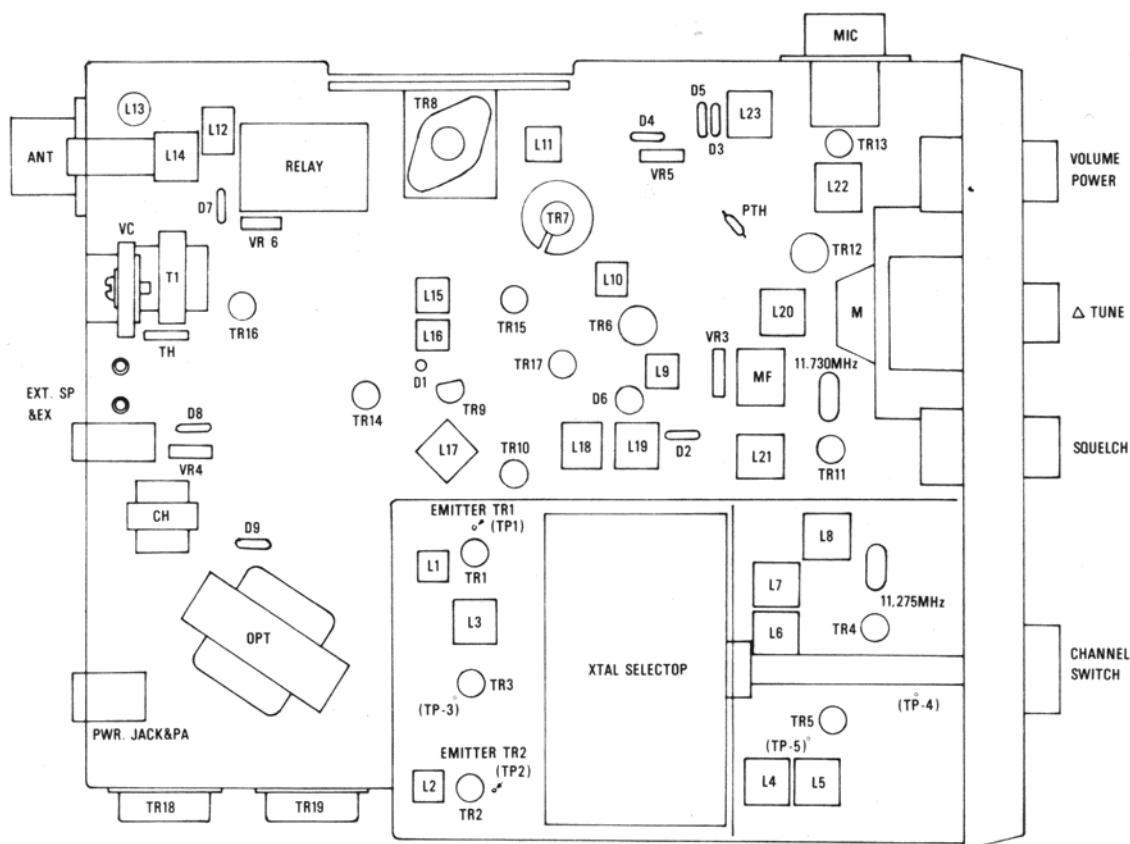 MIC
L13
L12
TR8
D5
L23
D4
L11
D3
TR13
ANT
L14
RELAY
VR5
VOLUME
POWER
L22
D7
PTH
TR7
VC
VR 6
TR12
T1
L10
L15
L20
M
△ TUNE
TR16
TR15
TR6
L16
VR3
TH
TR17
11.730MHz
L9
MF
D1
EXT. SP
&EX
D6
TR9
TR14
D8
L17
TR10
L18
L19
D2
L21
TR11
SQUELCH
VR4
CH
EMITTER TR1
(TP1)
D9
L8
TR1
L1
L7
11,275MHz
L3
TR4
L6
OPT
XTAL SELECTOP
CHANNEL
SWITCH
TR3
(TP-3)
(TP-4)
TR5
PWR. JACK&PA
(TP-5)
EMITTER TR2
(TP2)
L2
L4
L5
TR18
TR19
TR2